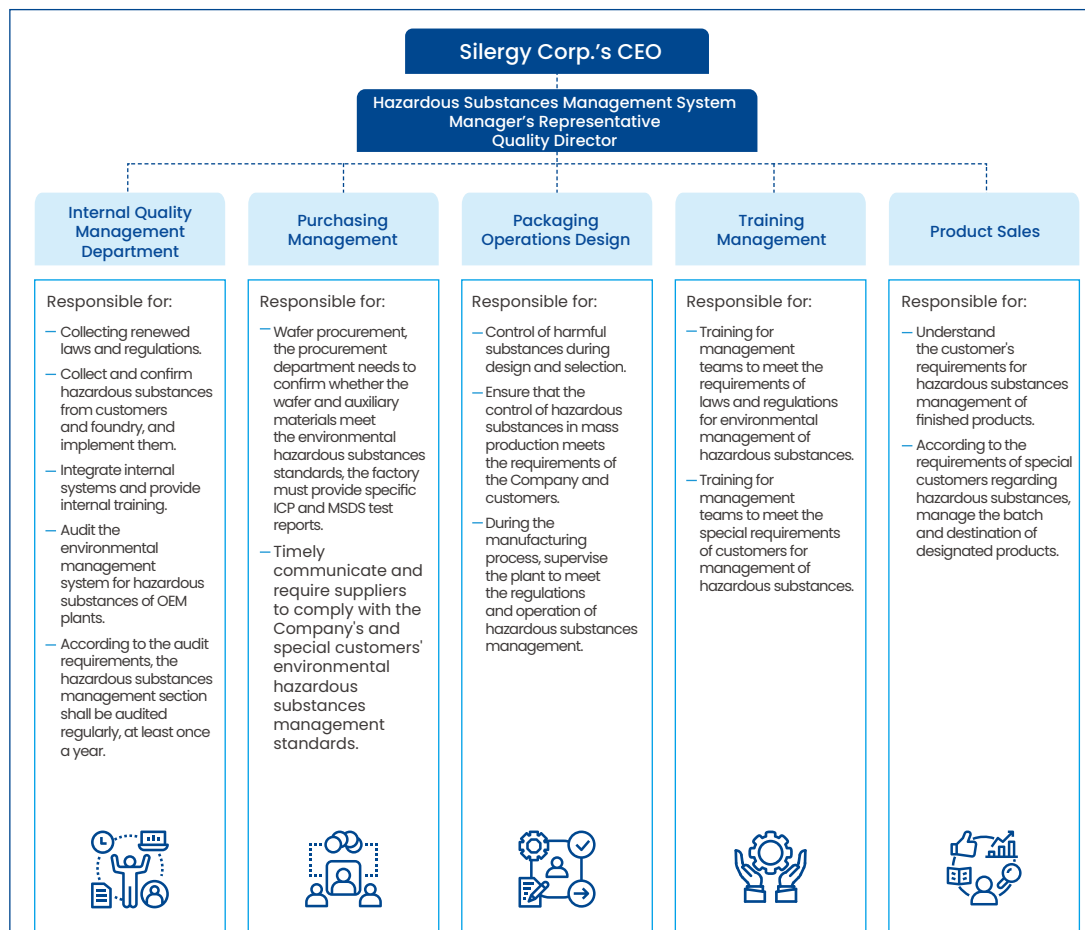 Silergy Corp.'s CEO
Hazardous Substances Management System
Manager's Representative
Quality Director
Internal Quality
Management
Department
Responsible for:
— Collecting renewed
laws and regulations.
— Collect and confirm
hazardous substances
from customers
and foundry, and
implement them.
— Integrate internal
systems and provide
internal training.
— Audit the
environmental
management
system for hazardous
substances of OEM
plants.
— According to the audit
requirements, the
hazardous substances
management section
shall be audited
regularly, at least once
a year.
Purchasing
Management
Responsible for:
— Wafer procurement,
the procurement
department needs to
confirm whether the
wafer and auxiliary
materials meet
the environmental
hazardous substances
standards, the factory
must provide specific
ICP and MSDS test
reports.
— Timely
communicate and
require suppliers
to comply with the
Company's and
special customers'
environmental
hazardous
substances
management
standards.
Packaging
Operations Design
Responsible for:
— Control of harmful
substances during
design and selection.
— Ensure that the
control of hazardous
substances in mass
production meets
the requirements of
the Company and
customers.
— During the
manufacturing
process, supervise
the plant to meet
the regulations
and operation of
hazardous substances
management.
Training
Management
Responsible for:
— Training for
management
teams to meet the
requirements of
laws and regulations
for environmental
management of
hazardous substances.
— Training for
management
teams to meet the
special requirements
of customers for
management of
hazardous substances.
Product Sales
Responsible for:
— Understand
the customer's
requirements for
hazardous substances
management of
finished products.
— According to the
requirements of special
customers regarding
hazardous substances,
manage the batch
and destination of
designated products.